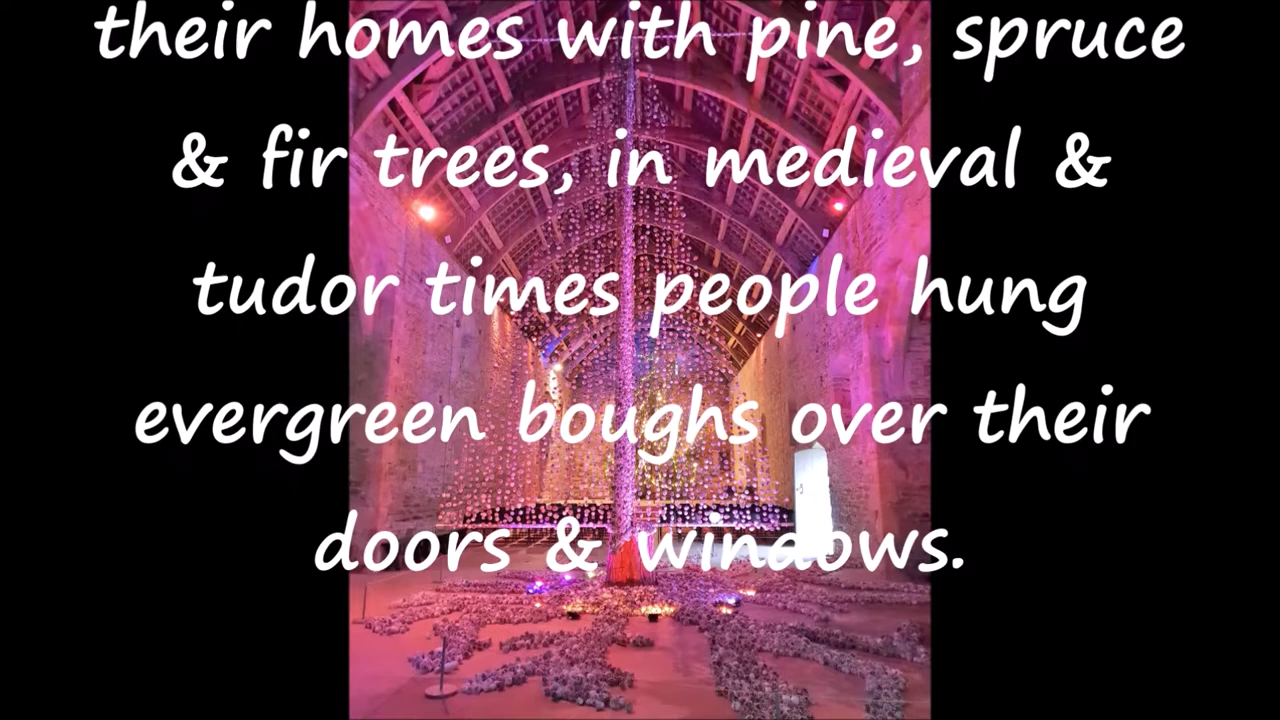 their homes with pine, spruce
& fir trees, in medieval &
tudor times people hung
evergreen boughs over their
doors & windows.